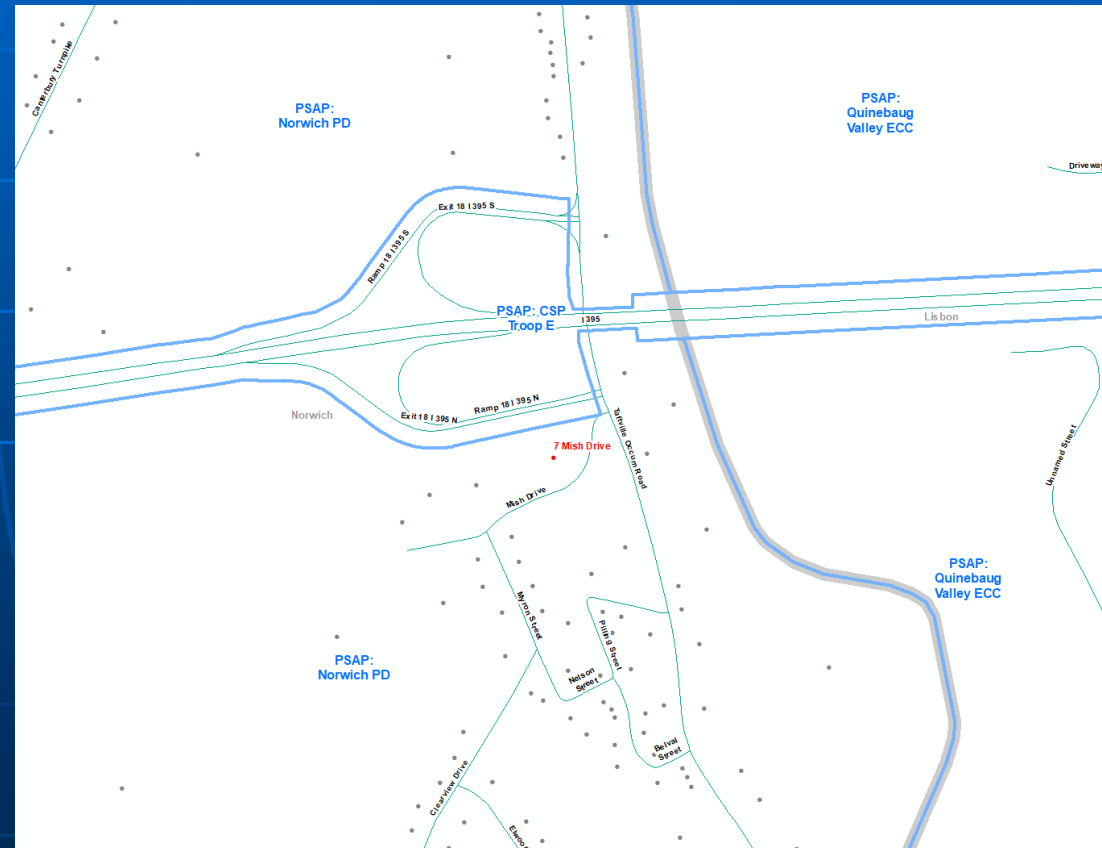 Canterbury Turnpike
PSAP:
Norwich PD
PSAP:
Quinebaug
Valley ECC
Driveway
Exit 18 I 395 S
Ramp 18 I 395 S
PSAP: CSP
Troop E
I 395
Lisbon
Norwich
Exit 18 I 395 N
Ramp 18 I 395 N
7 Mish Drive
Taftville Occum Road
Unnamed Street
Mish Drive
PSAP:
Quinebaug
Valley ECC
Myron Street
Pilling Street
PSAP:
Norwich PD
Nelson
Street
Belval
Street
Clearview Drive